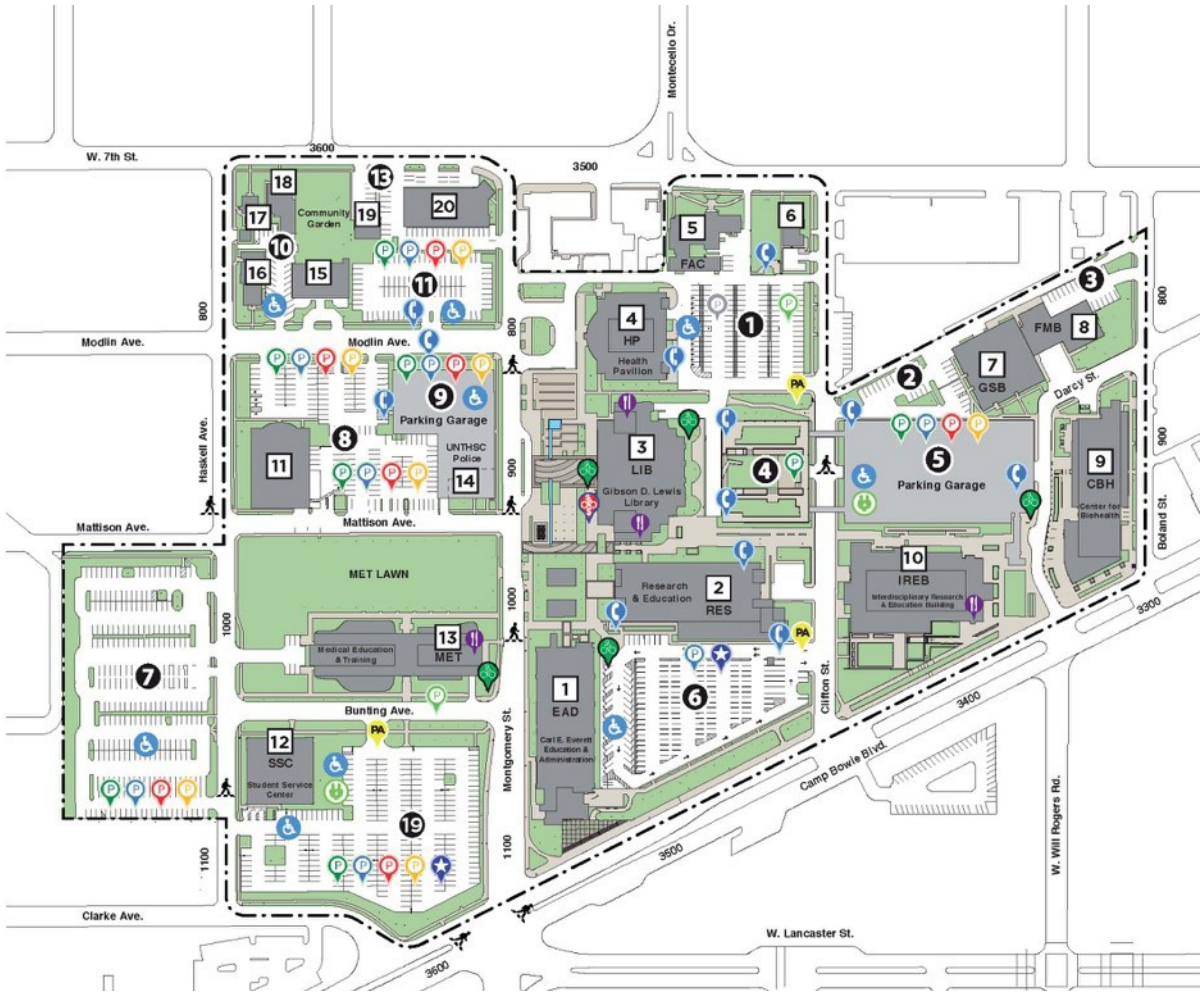 Montecello Dr.
W. 7th St.
3600
3500
18
13
17
Community
Garden
19
20
10
16
15
P
P
P
P
11
5
FAC
6
800
Modlin Ave.
Modlin Ave.
800
4
HP
Health
Pavilion
P
1
P
3
FMB
8
7
GSB
800
2
Darcy St.
P
P
P
P
P
P
P
P
9
Parking Garage
PA
Haskell Ave.
8
11
UNTHSC
Police
14
P
P
P
P
900
3
LIB
Gibson D. Lewis
Library
4
P
P
P
P
P
5
Parking Garage
9
CBH
Center for
Biohealth
900
Boland St.
Mattison Ave.
Mattison Ave.
MET LAWN
1000
1000
Research
& Education
2
RES
10
IREB
Interdisciplinary Research
& Education Building
3300
7
Medical Education
& Training
13
MET
P
Bunting Ave.
PA
PA
P
6
1
EAD
Carl E. Everett
Education &
Administration
Clifton St.
3400
Camp Bowie Blvd.
12
SSC
Student Service
Center
P
P
P
P
Montgomery St.
19
P
P
P
P
1100
1100
3500
W. Will Rogers Rd.
Clarke Ave.
W. Lancaster St.
3600